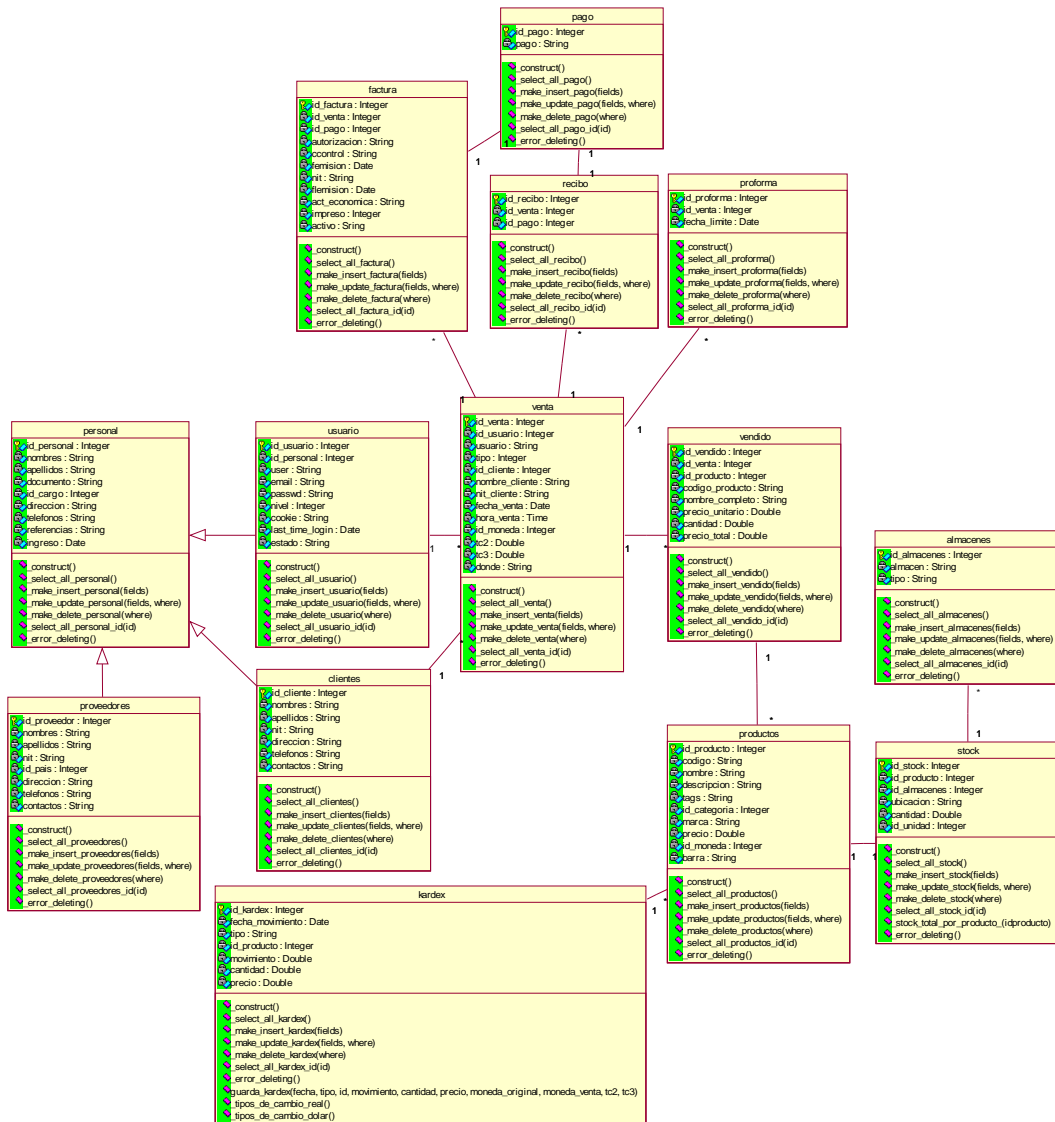 pago
id_pago : Integer
pago : String
_construct()
_select_all_pago()
_make_insert_pago(fields)
_make_update_pago(fields, where)
_make_delete_pago(where)
_select_all_pago_id(id)
_error_deleting()
1
1
1
1
factura
id_factura : Integer
id_venta : Integer
id_pago : Integer
autorizacion : String
ccontrol : String
femision : Date
nit : String
flemision : Date
act_economica : String
impreso : Integer
activo : Sring
_construct()
_select_all_factura()
_make_insert_factura(fields)
_make_update_factura(fields, where)
_make_delete_factura(where)
_select_all_factura_id(id)
_error_deleting()
*
1
recibo
id_recibo : Integer
id_venta : Integer
id_pago : Integer
_construct()
_select_all_recibo()
_make_insert_recibo(fields)
_make_update_recibo(fields, where)
_make_delete_recibo(where)
_select_all_recibo_id(id)
_error_deleting()
*
1
proforma
id_proforma : Integer
id_venta : Integer
fecha_limite : Date
_construct()
_select_all_proforma()
_make_insert_proforma(fields)
_make_update_proforma(fields, where)
_make_delete_proforma(where)
_select_all_proforma_id(id)
_error_deleting()
*
1
personal
id_personal : Integer
nombres : String
apellidos : String
documento : String
id_cargo : Integer
direccion : String
telefonos : String
referencias : String
ingreso : Date
_construct()
_select_all_personal()
_make_insert_personal(fields)
_make_update_personal(fields, where)
_make_delete_personal(where)
_select_all_personal_id(id)
_error_deleting()
usuario
id_usuario : Integer
id_personal : Integer
user : String
email : String
passwd : String
nivel : Integer
cookie : String
last_time_login : Date
estado : String
_construct()
_select_all_usuario()
_make_insert_usuario(fields)
_make_update_usuario(fields, where)
_make_delete_usuario(where)
_select_all_usuario_id(id)
_error_deleting()
1
*
venta
id_venta : Integer
id_usuario : Integer
usuario : String
tipo : Integer
id_cliente : Integer
nombre_cliente : String
nit_cliente : String
fecha_venta : Date
hora_venta : Time
id_moneda : Integer
tc2 : Double
tc3 : Double
donde : String
_construct()
_select_all_venta()
_make_insert_venta(fields)
_make_update_venta(fields, where)
_make_delete_venta(where)
_select_all_venta_id(id)
_error_deleting()
*
1
1
*
vendido
id_vendido : Integer
id_venta : Integer
id_producto : Integer
codigo_producto : String
nombre_completo : String
precio_unitario : Double
cantidad : Double
precio_total : Double
_construct()
_select_all_vendido()
_make_insert_vendido(fields)
_make_update_vendido(fields, where)
_make_delete_vendido(where)
_select_all_vendido_id(id)
_error_deleting()
1
*
almacenes
id_almacenes : Integer
almacen : String
tipo : String
_construct()
_select_all_almacenes()
_make_insert_almacenes(fields)
_make_update_almacenes(fields, where)
_make_delete_almacenes(where)
_select_all_almacenes_id(id)
_error_deleting()
*
1
proveedores
id_proveedor : Integer
nombres : String
apellidos : String
nit : String
id_pais : Integer
direccion : String
telefonos : String
contactos : String
_construct()
_select_all_proveedores()
_make_insert_proveedores(fields)
_make_update_proveedores(fields, where)
_make_delete_proveedores(where)
_select_all_proveedores_id(id)
_error_deleting()
clientes
id_cliente : Integer
nombres : String
apellidos : String
nit : String
direccion : String
telefonos : String
contactos : String
_construct()
_select_all_clientes()
_make_insert_clientes(fields)
_make_update_clientes(fields, where)
_make_delete_clientes(where)
_select_all_clientes_id(id)
_error_deleting()
productos
id_producto : Integer
codigo : String
nombre : String
descripcion : String
tags : String
id_categoria : Integer
marca : String
precio : Double
id_moneda : Integer
barra : String
_construct()
_select_all_productos()
_make_insert_productos(fields)
_make_update_productos(fields, where)
_make_delete_productos(where)
_select_all_productos_id(id)
_error_deleting()
1
1
stock
id_stock : Integer
id_producto : Integer
id_almacenes : Integer
ubicacion : String
cantidad : Double
id_unidad : Integer
_construct()
_select_all_stock()
_make_insert_stock(fields)
_make_update_stock(fields, where)
_make_delete_stock(where)
_select_all_stock_id(id)
_stock_total_por_producto_(idproducto)
_error_deleting()
kardex
id_kardex : Integer
fecha_movimiento : Date
tipo : String
id_producto : Integer
movimiento : Double
cantidad : Double
precio : Double
_construct()
_select_all_kardex()
_make_insert_kardex(fields)
_make_update_kardex(fields, where)
_make_delete_kardex(where)
_select_all_kardex_id(id)
_error_deleting()
guarda_kardex(fecha, tipo, id, movimiento, cantidad, precio, moneda_original, moneda_venta, tc2, tc3)
_tipos_de_cambio_real()
_tipos_de_cambio_dolar()
1
*